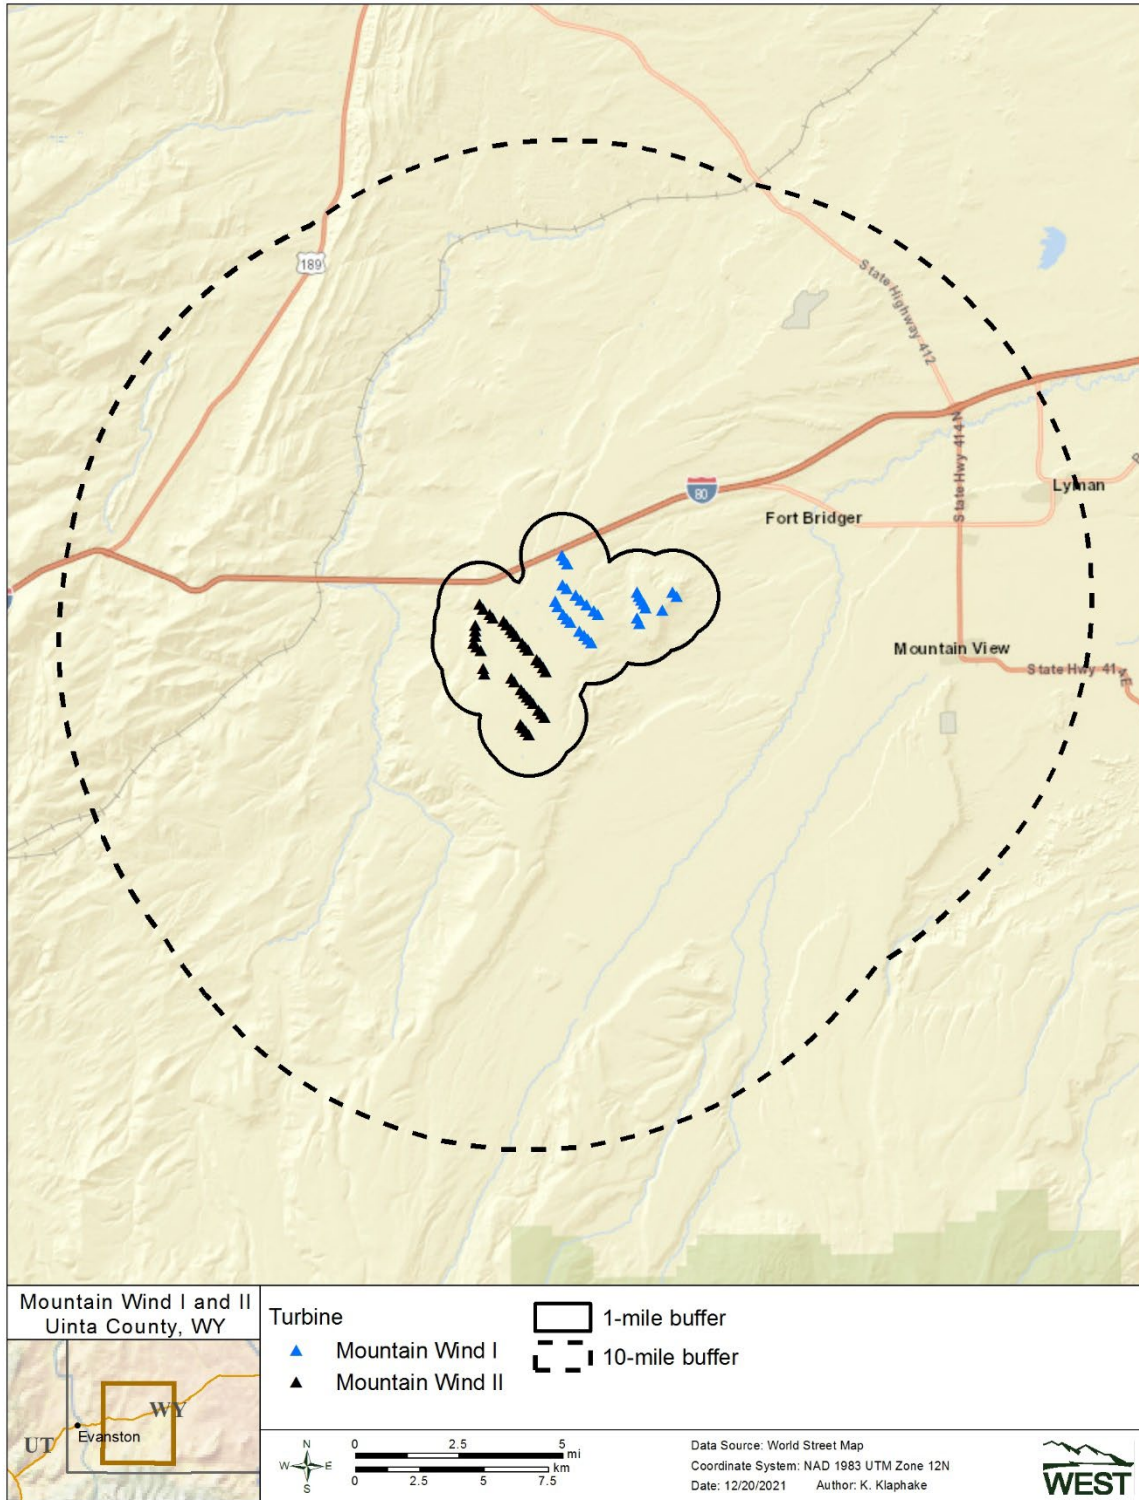 189
State Highway 412
80
State Hwy 414 N
Lyman
Fort Bridger
Mountain View
State Hwy 41
Mountain Wind I and II
Uinta County, WY
UT
WY
Evanston
Turbine
Mountain Wind I
Mountain Wind II
1-mile buffer
10-mile buffer
N
W
E
S
0 2.5 5
mi
km
0 2.5 5 7.5
Data Source: World Street Map
Coordinate System: NAD 1983 UTM Zone 12N
Date: 12/20/2021 Author: K. Klaphake
WEST